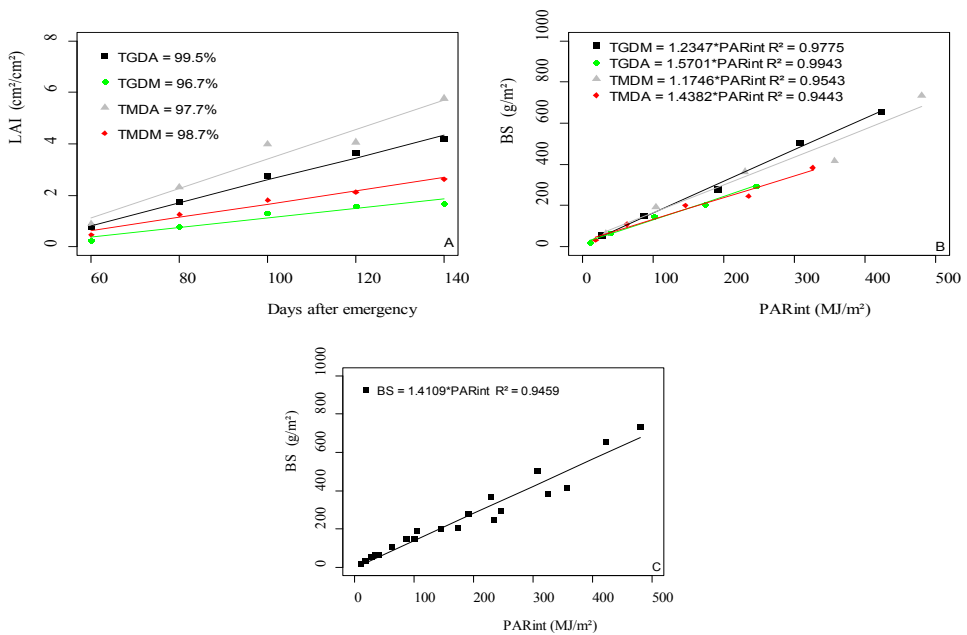 LAI (cm²/cm²)
8
6
4
2
0
TGDA = 99.5%
TGDM = 96.7%
TMDA = 97.7%
TMDM = 98.7%
A
60 80 100 120 140
Days after emergency
BS (g/m²)
1000
800
600
400
200
0
TGDM = 1.2347*PARint R² = 0.9775
TGDA = 1.5701*PARint R² = 0.9943
TMDM = 1.1746*PARint R² = 0.9543
TMDA = 1.4382*PARint R² = 0.9443
B
0 100 200 300 400 500
PARint (MJ/m²)
BS (g/m²)
1000
800
600
400
200
0
BS = 1.4109*PARint R² = 0.9459
C
0 100 200 300 400 500
PARint (MJ/m²)